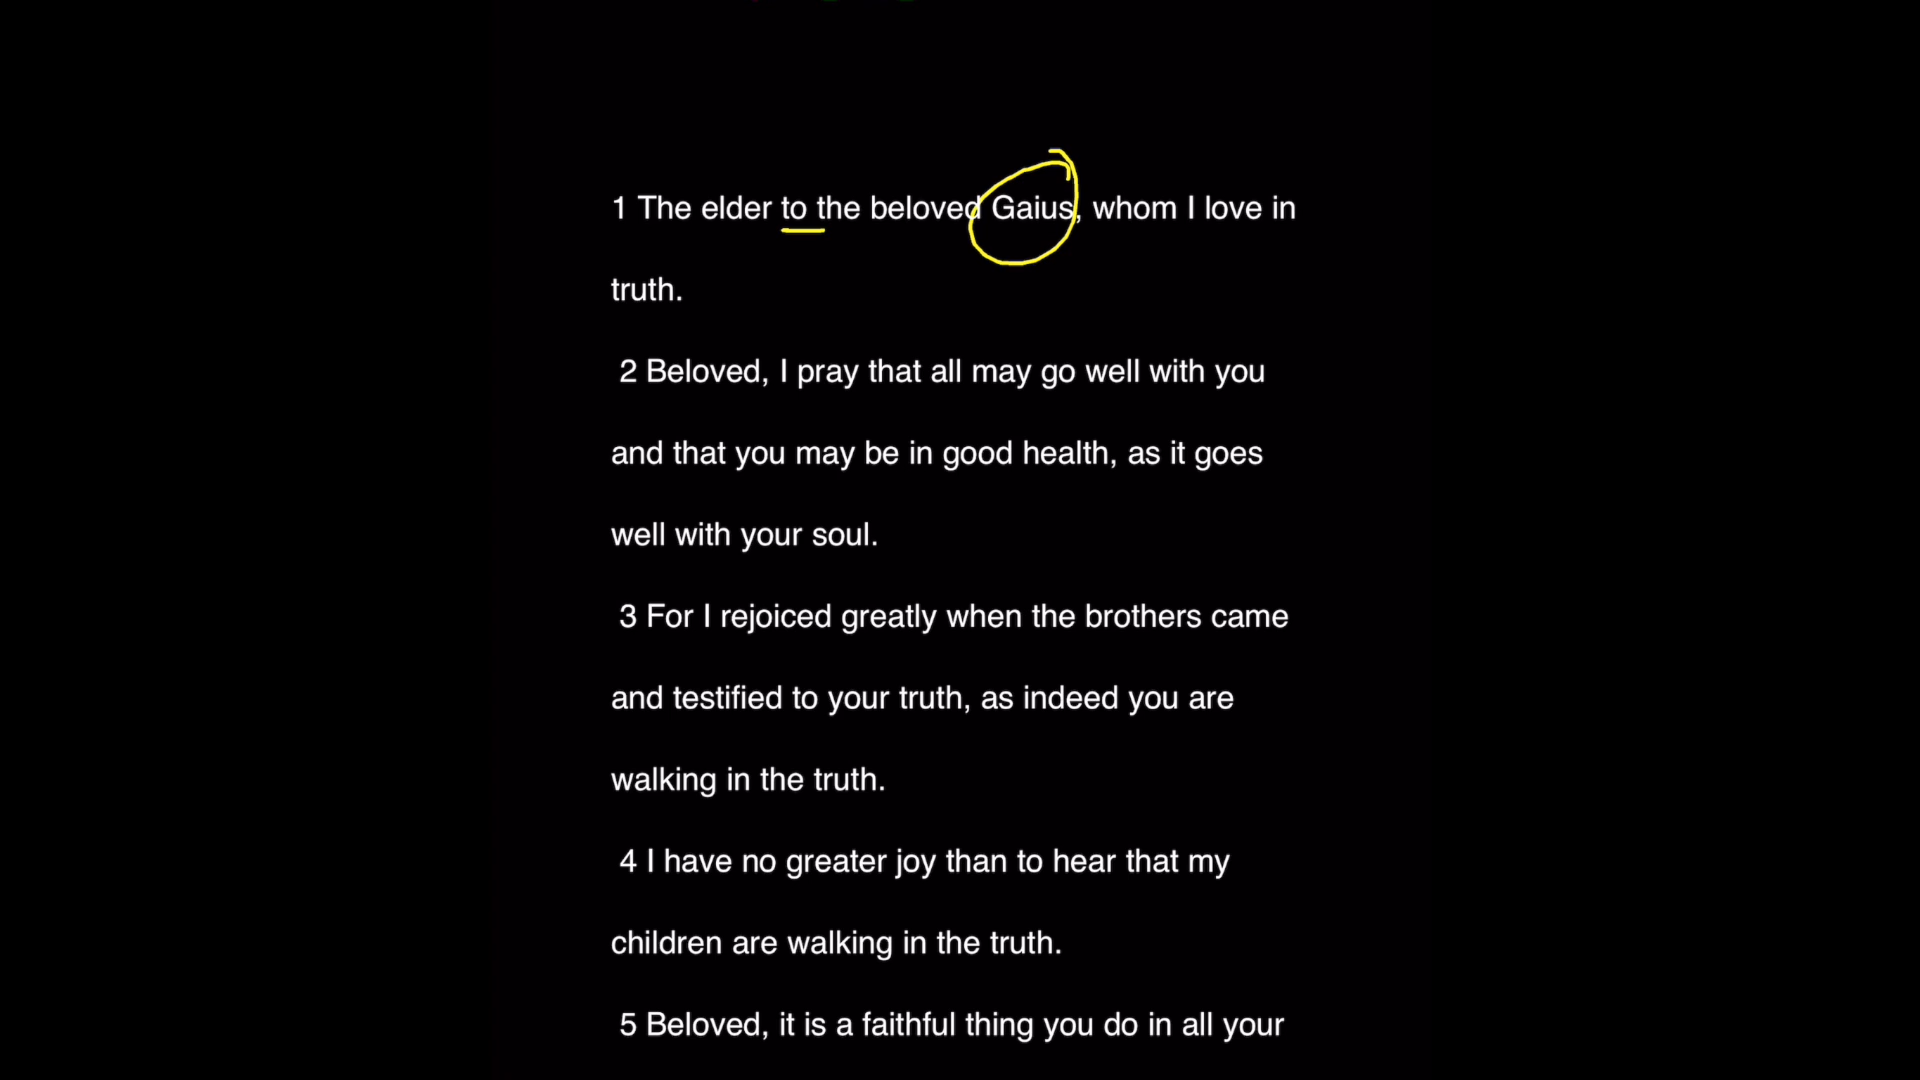 1 The elder to the beloved Gaius, whom I love in
truth.
2 Beloved, I pray that all may go well with you
and that you may be in good health, as it goes
well with your soul.
3 For I rejoiced greatly when the brothers came
and testified to your truth, as indeed you are
walking in the truth.
4 I have no greater joy than to hear that my
children are walking in the truth.
5 Beloved, it is a faithful thing you do in all your